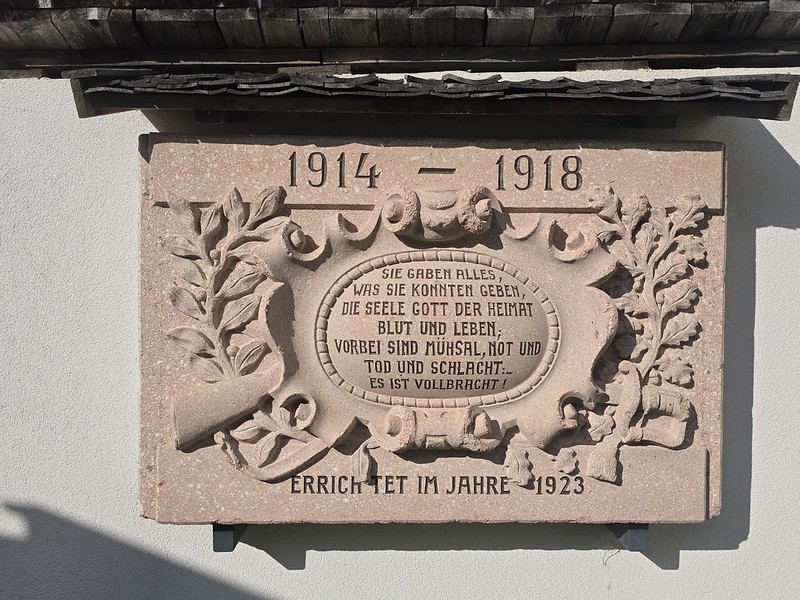 1914 – 1918
SIE GABEN ALLES,
WAS SIE KONNTEN GEBEN,
DIE SEELE GOTT DER HEIMAT
BLUT UND LEBEN;
VORBEI SIND MÜHSAL, NOT UND
TOD UND SCHLACHT:_
ES IST VOLLBRACHT!
ERRICHTET IM JAHRE 1923